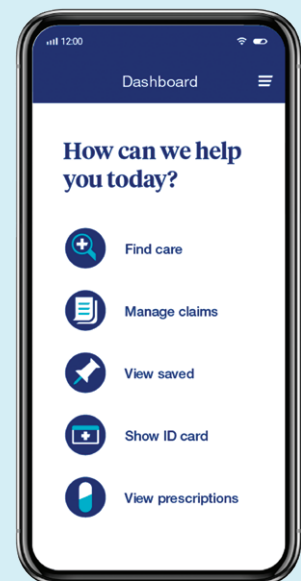 12:00
Dashboard
How can we help
you today?
Find care
Manage claims
View saved
Show ID card
View prescriptions